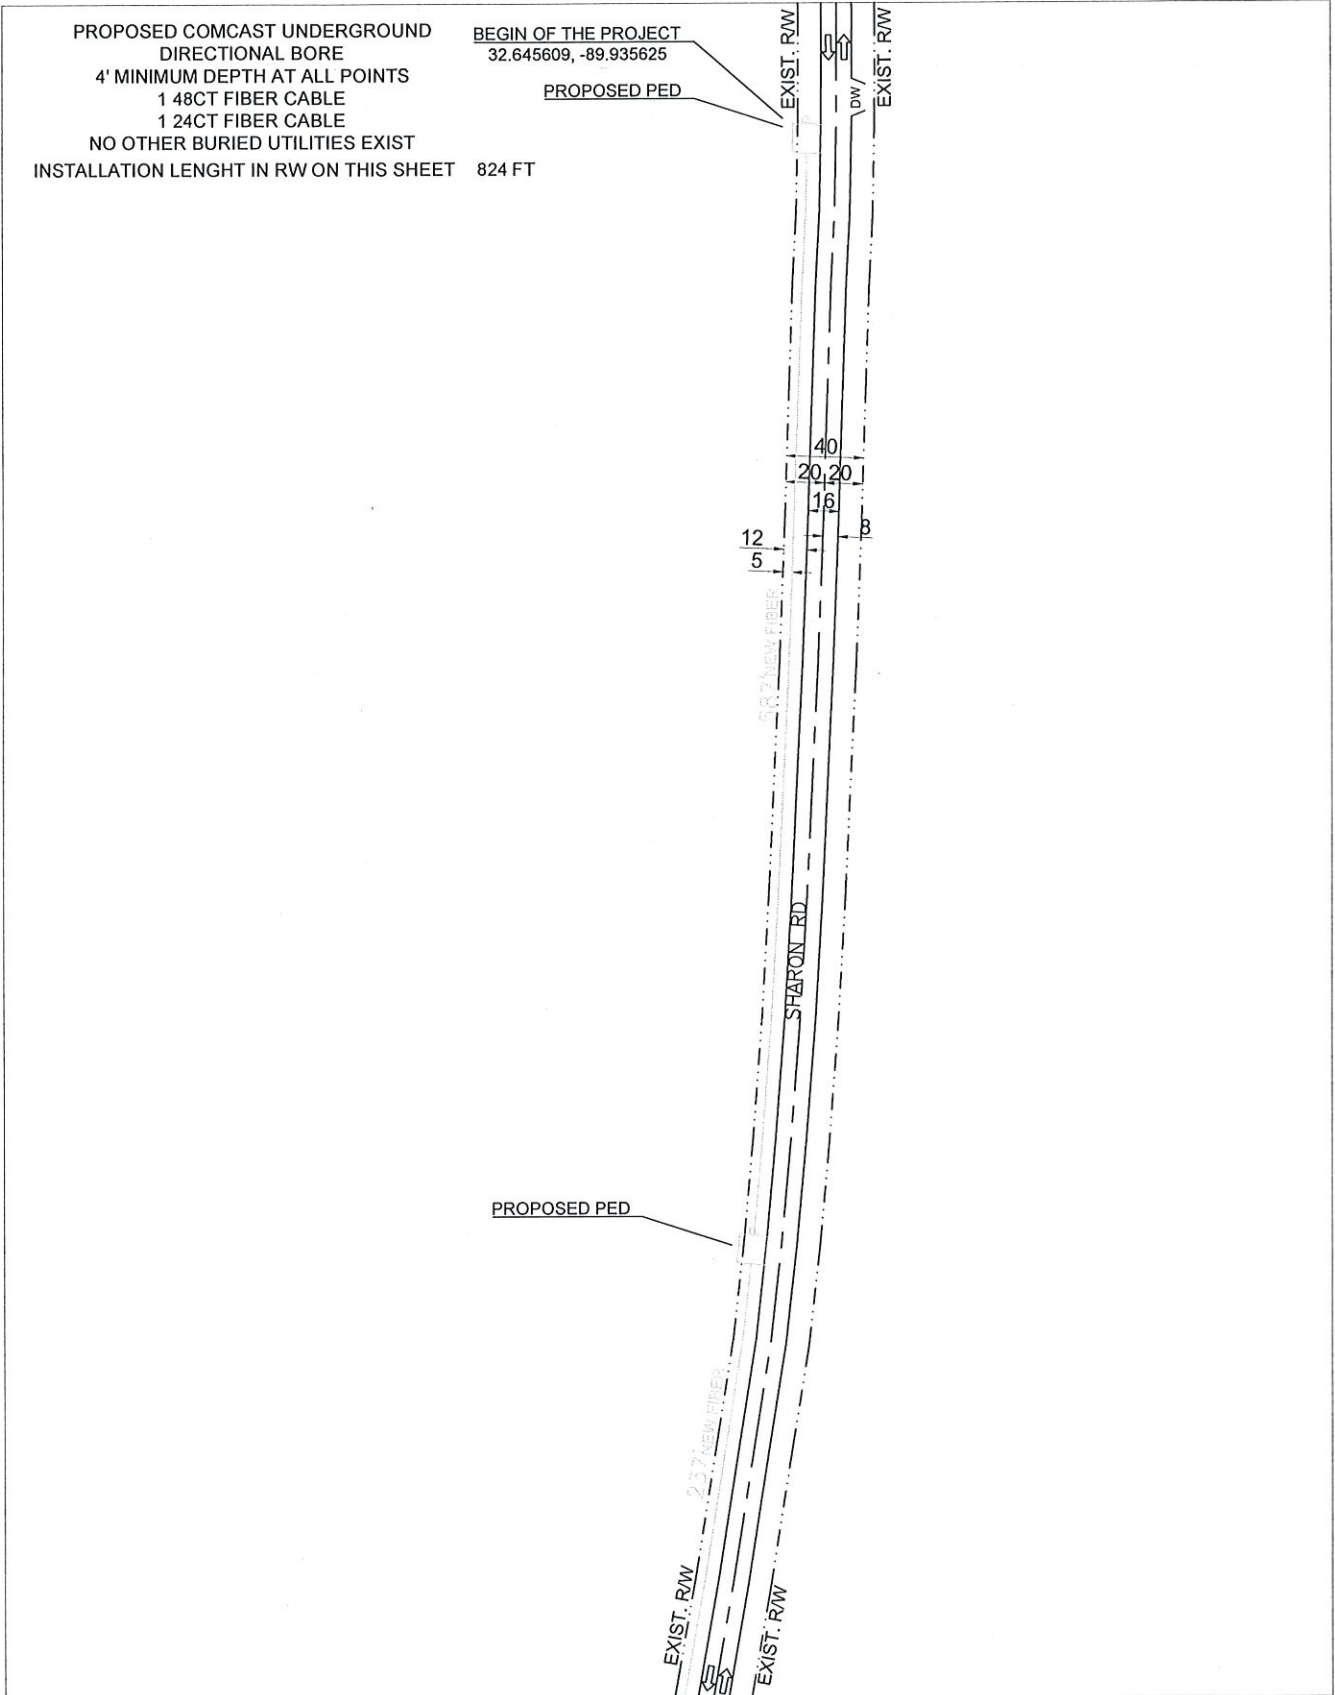 PROPOSED COMCAST UNDERGROUND
DIRECTIONAL BORE
4' MINIMUM DEPTH AT ALL POINTS
1 48CT FIBER CABLE
1 24CT FIBER CABLE
NO OTHER BURIED UTILITIES EXIST
INSTALLATION LENGHT IN RW ON THIS SHEET 824 FT
BEGIN OF THE PROJECT
32.645609, -89.935625
PROPOSED PED
EXIST. R/W
DW
EXIST. R/W
P
40
20 20
16
12
8
5
587' NEW FIBER
SHARON RD
PROPOSED PED
P
237' NEW FIBER
EXIST. R/W
EXIST. R/W